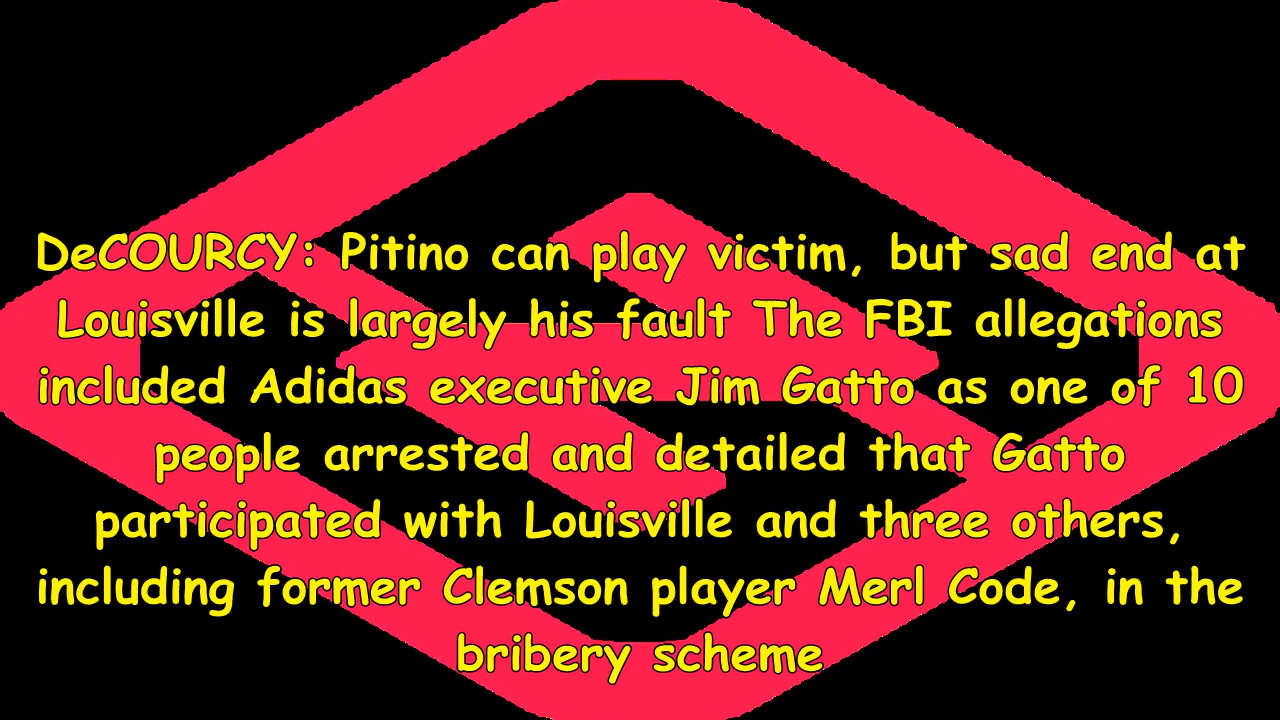 DeCOURCY: Pitino can play victim, but sad end at
Louisville is largely his fault The FBI allegations
included Adidas executive Jim Gatto as one of 10
people arrested and detailed that Gatto
participated with Louisville and three others,
including former Clemson player Merl Code, in the
bribery scheme